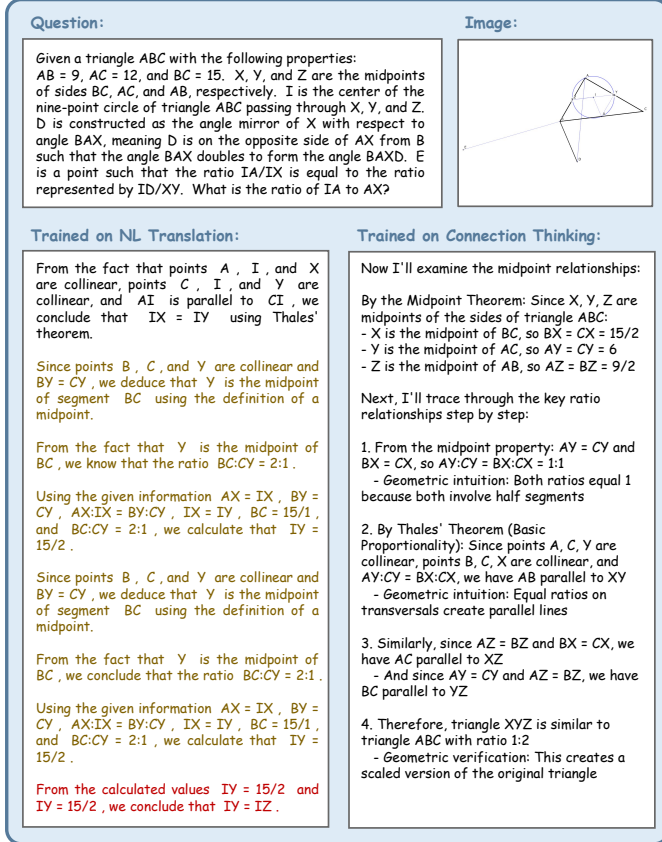 Question:
Image:
Given a triangle ABC with the following properties:
AB = 9, AC = 12, and BC = 15. X, Y, and Z are the midpoints
of sides BC, AC, and AB, respectively. I is the center of the
nine-point circle of triangle ABC passing through X, Y, and Z.
D is constructed as the angle mirror of X with respect to
angle BAX, meaning D is on the opposite side of AX from B
such that the angle BAX doubles to form the angle BAXD. E
is a point such that the ratio IA/IX is equal to the ratio
represented by ID/XY. What is the ratio of IA to AX?
Trained on NL Translation:
From the fact that points A , I , and X
are collinear, points C , I , and Y are
collinear, and AI is parallel to CI , we
conclude that IX = IY using Thales'
theorem.
Since points B , C , and Y are collinear and
BY = CY , we deduce that Y is the midpoint
of segment BC using the definition of a
midpoint.
From the fact that Y is the midpoint of
BC , we know that the ratio BC:CY = 2:1 .
Using the given information AX = IX , BY =
CY , AX:IX = BY:CY , IX = IY , BC = 15/1 ,
and BC:CY = 2:1 , we calculate that IY =
15/2 .
Since points B , C , and Y are collinear and
BY = CY , we deduce that Y is the midpoint
of segment BC using the definition of a
midpoint.
From the fact that Y is the midpoint of
BC , we conclude that the ratio BC:CY = 2:1 .
Using the given information AX = IX , BY =
CY , AX:IX = BY:CY , IX = IY , BC = 15/1 ,
and BC:CY = 2:1 , we calculate that IY =
15/2 .
From the calculated values IY = 15/2 and
IY = 15/2 , we conclude that IY = IZ .
Trained on Connection Thinking:
Now I'll examine the midpoint relationships:
By the Midpoint Theorem: Since X, Y, Z are
midpoints of the sides of triangle ABC:
- X is the midpoint of BC, so BX = CX = 15/2
- Y is the midpoint of AC, so AY = CY = 6
- Z is the midpoint of AB, so AZ = BZ = 9/2
Next, I'll trace through the key ratio
relationships step by step:
1. From the midpoint property: AY = CY and
BX = CX, so AY:CY = BX:CX = 1:1
- Geometric intuition: Both ratios equal 1
because both involve half segments
2. By Thales' Theorem (Basic
Proportionality): Since points A, C, Y are
collinear, points B, C, X are collinear, and
AY:CY = BX:CX, we have AB parallel to XY
- Geometric intuition: Equal ratios on
transversals create parallel lines
3. Similarly, since AZ = BZ and BX = CX, we
have AC parallel to XZ
- And since AY = CY and AZ = BZ, we have
BC parallel to YZ
4. Therefore, triangle XYZ is similar to
triangle ABC with ratio 1:2
- Geometric verification: This creates a
scaled version of the original triangle